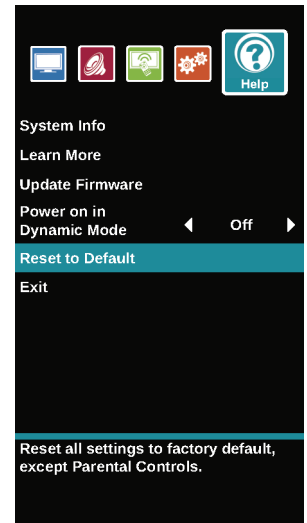 Help
System Info
Learn More
Update Firmware
Power on in
Dynamic Mode
Off
Reset to Default
Exit
Reset all settings to factory default,
except Parental Controls.